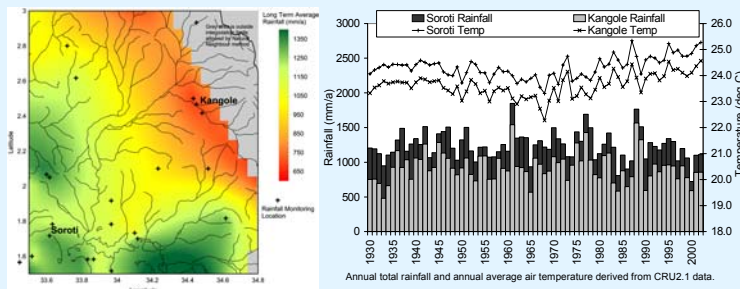 Long Term Average
Rainfall (mm/a)
1350
1250
1150
1050
950
850
750
650
Rainfall Monitoring
Location
Kangole
Soroti
Latitude
3
2.8
2.6
2.4
2.2
2
1.8
1.6
33.6 33.8 34 34.2 34.4 34.6 34.8
Soroti Rainfall Kangole Rainfall
Soroti Temp Kangole Temp
Rainfall (mm/a)
3000
2500
2000
1500
1000
500
0
Temperature (deg C)
26.0
25.0
24.0
23.0
22.0
21.0
20.0
19.0
18.0
1930 1935 1940 1945 1950 1955 1960 1965 1970 1975 1980 1985 1990 1995 2000
Annual total rainfall and annual average air temperature derived from CRU2.1 data.